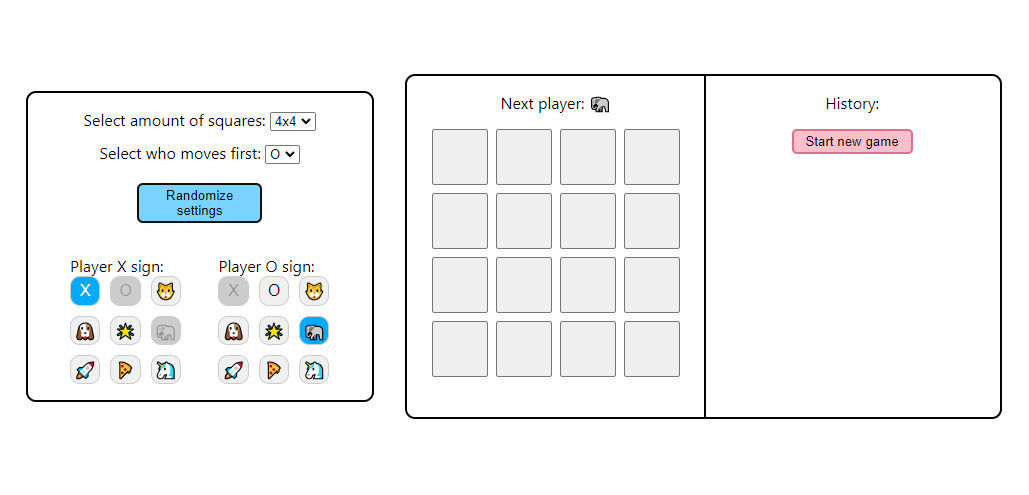 Select amount of squares: 4x4
Select who moves first: O
Randomize
settings
Player X sign:
X O
Player O sign:
X O
Next player:
History:
Start new game